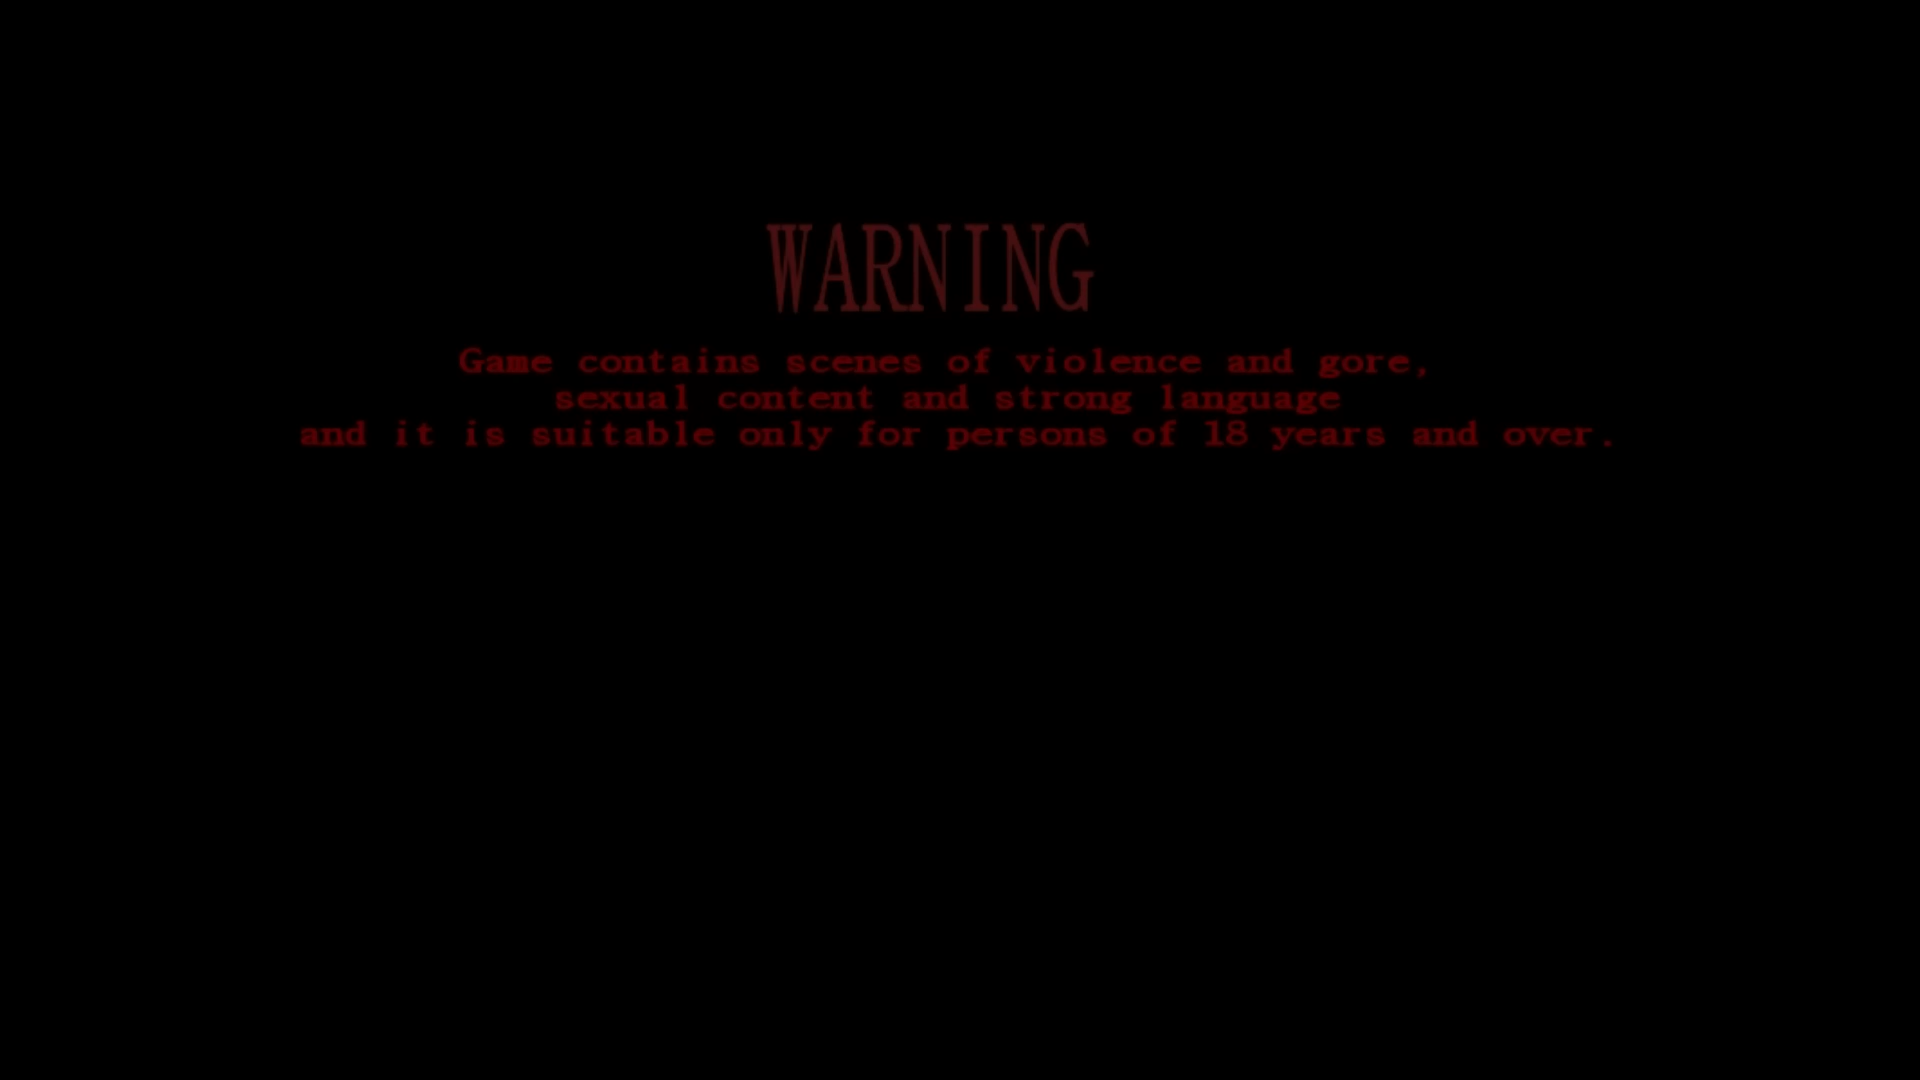 WARNING
Game contains scenes of violence and gore,
sexual content and strong language
and it is suitable only for persons of 18 years and over.